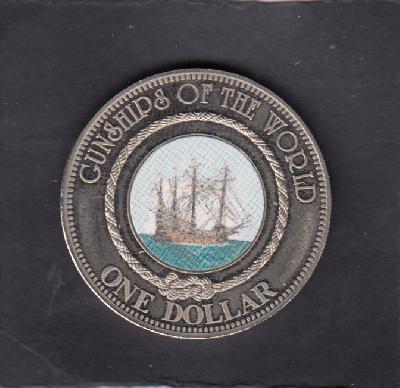 GUNSHIPS OF THE WORLD
ONE DOLLAR